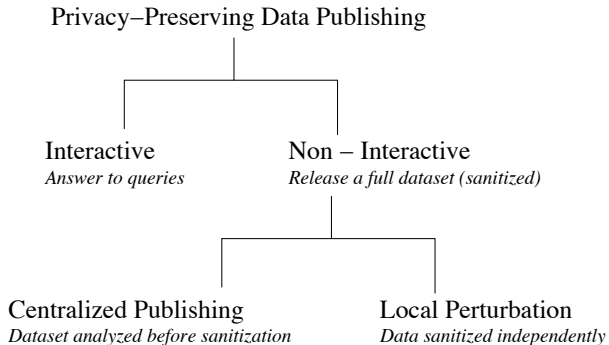 Privacy–Preserving Data Publishing
Interactive
Answer to queries
Non – Interactive
Release a full dataset (sanitized)
Centralized Publishing
Dataset analyzed before sanitization
Local Perturbation
Data sanitized independently